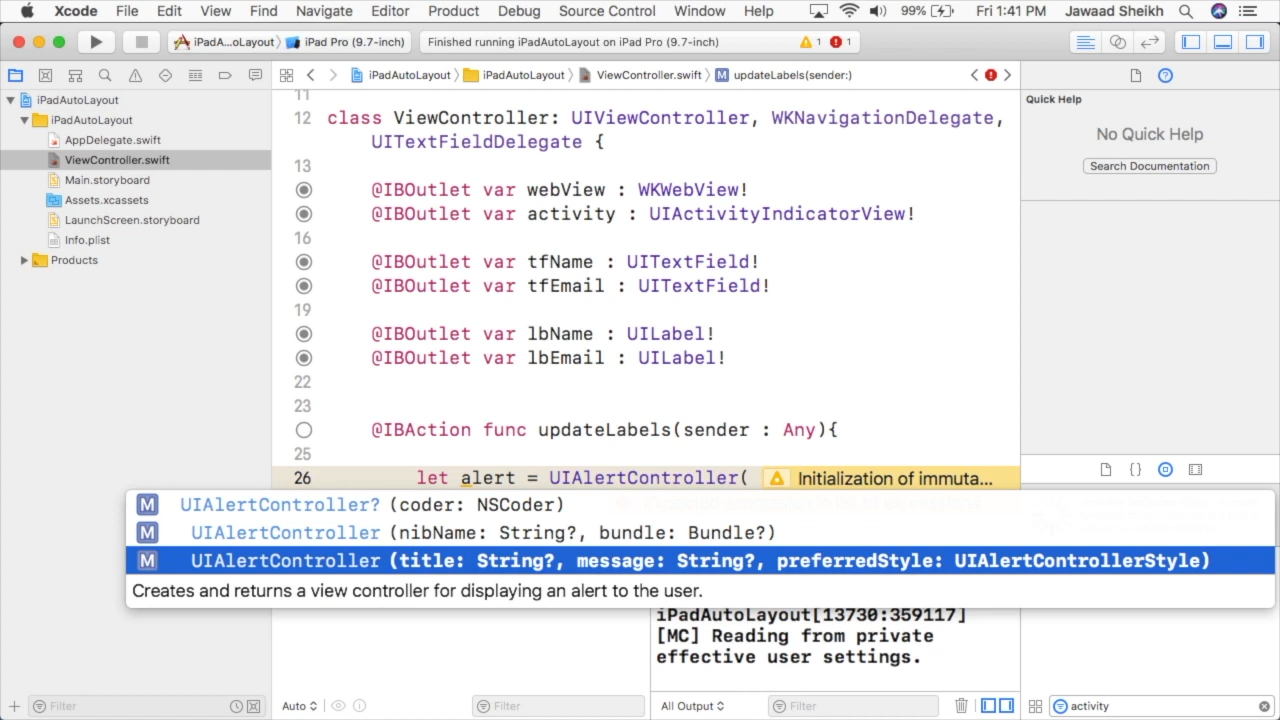 Xcode File Edit View Find Navigate Editor Product Debug Source Control Window Help 99% Fri 1:41 PM Jawaad Sheikh
iPadA...oLayout iPad Pro (9.7-inch) Finished running iPadAutoLayout on iPad Pro (9.7-inch) 1 1
iPadAutoLayout iPadAutoLayout ViewController.swift M updateLabels(sender:)
iPadAutoLayout
iPadAutoLayout
AppDelegate.swift
ViewController.swift
Main.storyboard
Assets.xcassets
LaunchScreen.storyboard
Info.plist
Products
11
12 class ViewController: UIViewController, WKNavigationDelegate,
UITextFieldDelegate {
13
@IBOutlet var webView : WKWebView!
@IBOutlet var activity : UIActivityIndicatorView!
16
@IBOutlet var tfName : UITextField!
@IBOutlet var tfEmail : UITextField!
19
@IBOutlet var lbName : UILabel!
@IBOutlet var lbEmail : UILabel!
22
23
@IBAction func updateLabels(sender : Any){
25
26 let alert = UIAlertController( Initialization of immuta...
M UIAlertController? (coder: NSCoder)
M UIAlertController (nibName: String?, bundle: Bundle?)
M UIAlertController (title: String?, message: String?, preferredStyle: UIAlertControllerStyle)
Creates and returns a view controller for displaying an alert to the user.
iPadAutoLayout[13730:359117]
[MC] Reading from private
effective user settings.
Quick Help
No Quick Help
Search Documentation
Filter Auto Filter All Output Filter activity